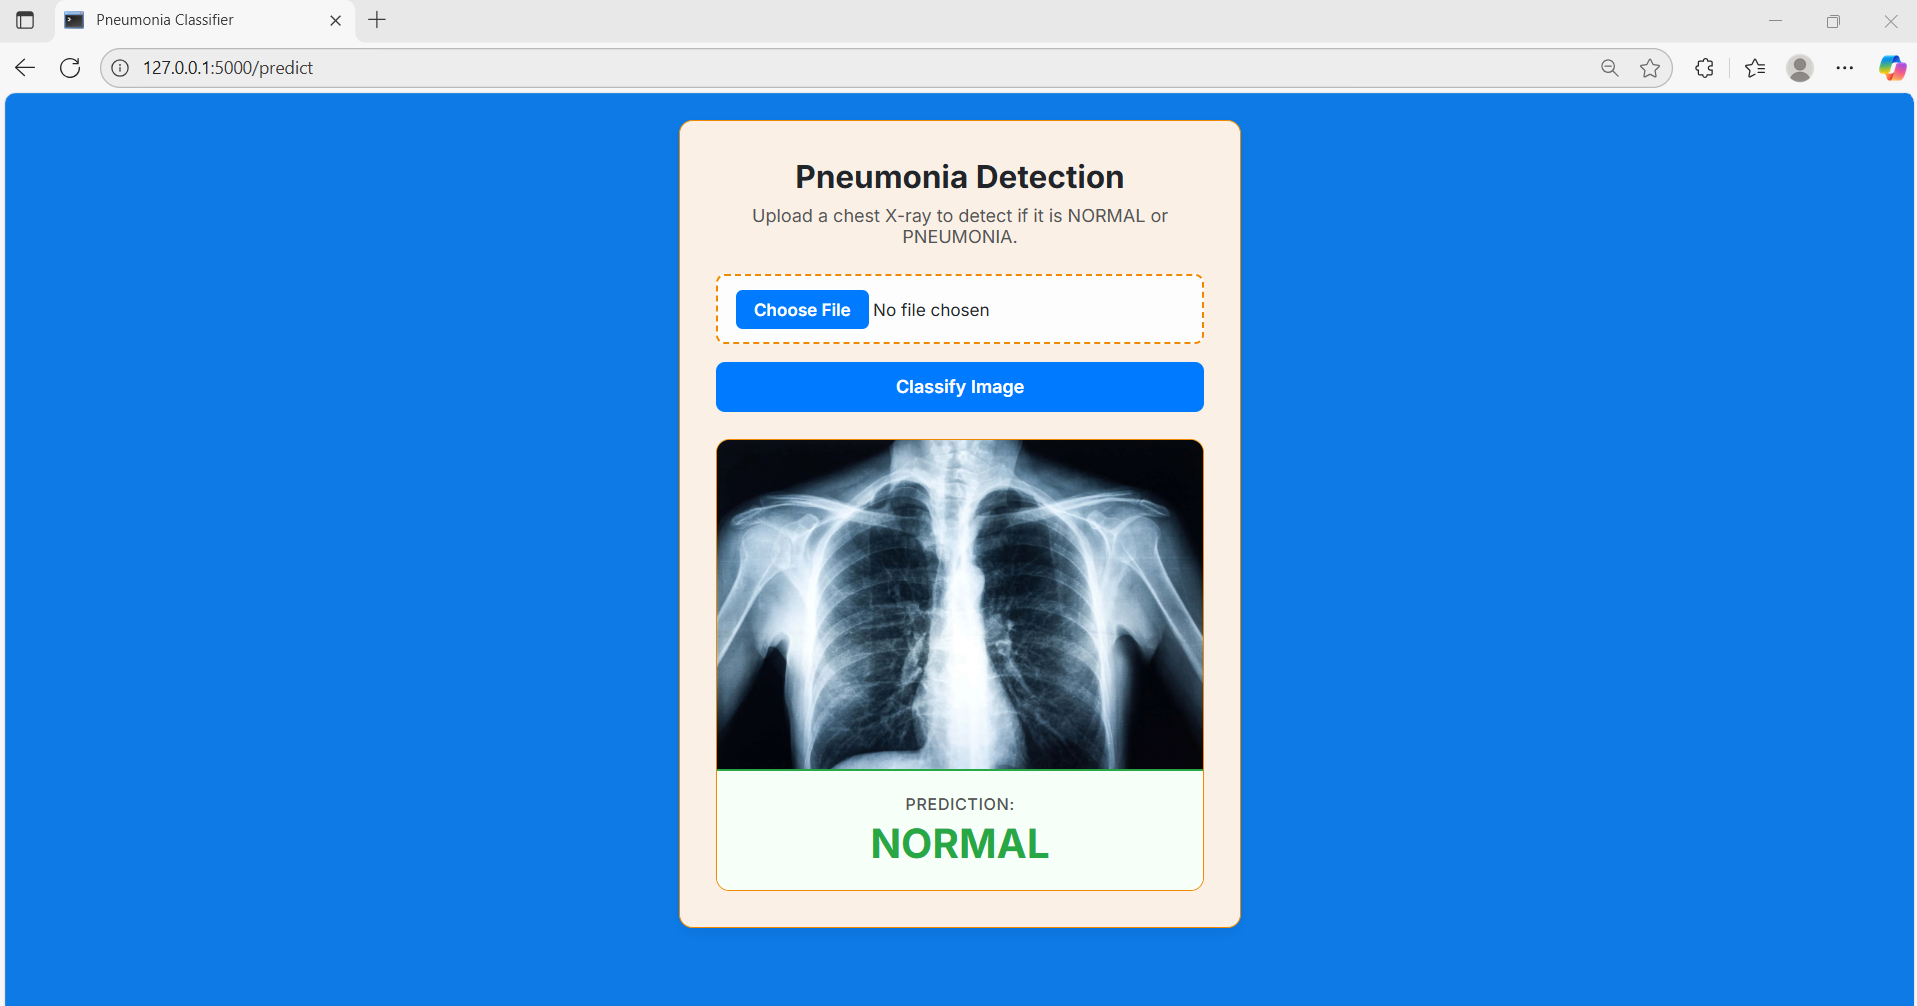 Pneumonia Classifier
127.0.0.1:5000/predict
Pneumonia Detection
Upload a chest X-ray to detect if it is NORMAL or
PNEUMONIA.
Choose File No file chosen
Classify Image
PREDICTION:
NORMAL